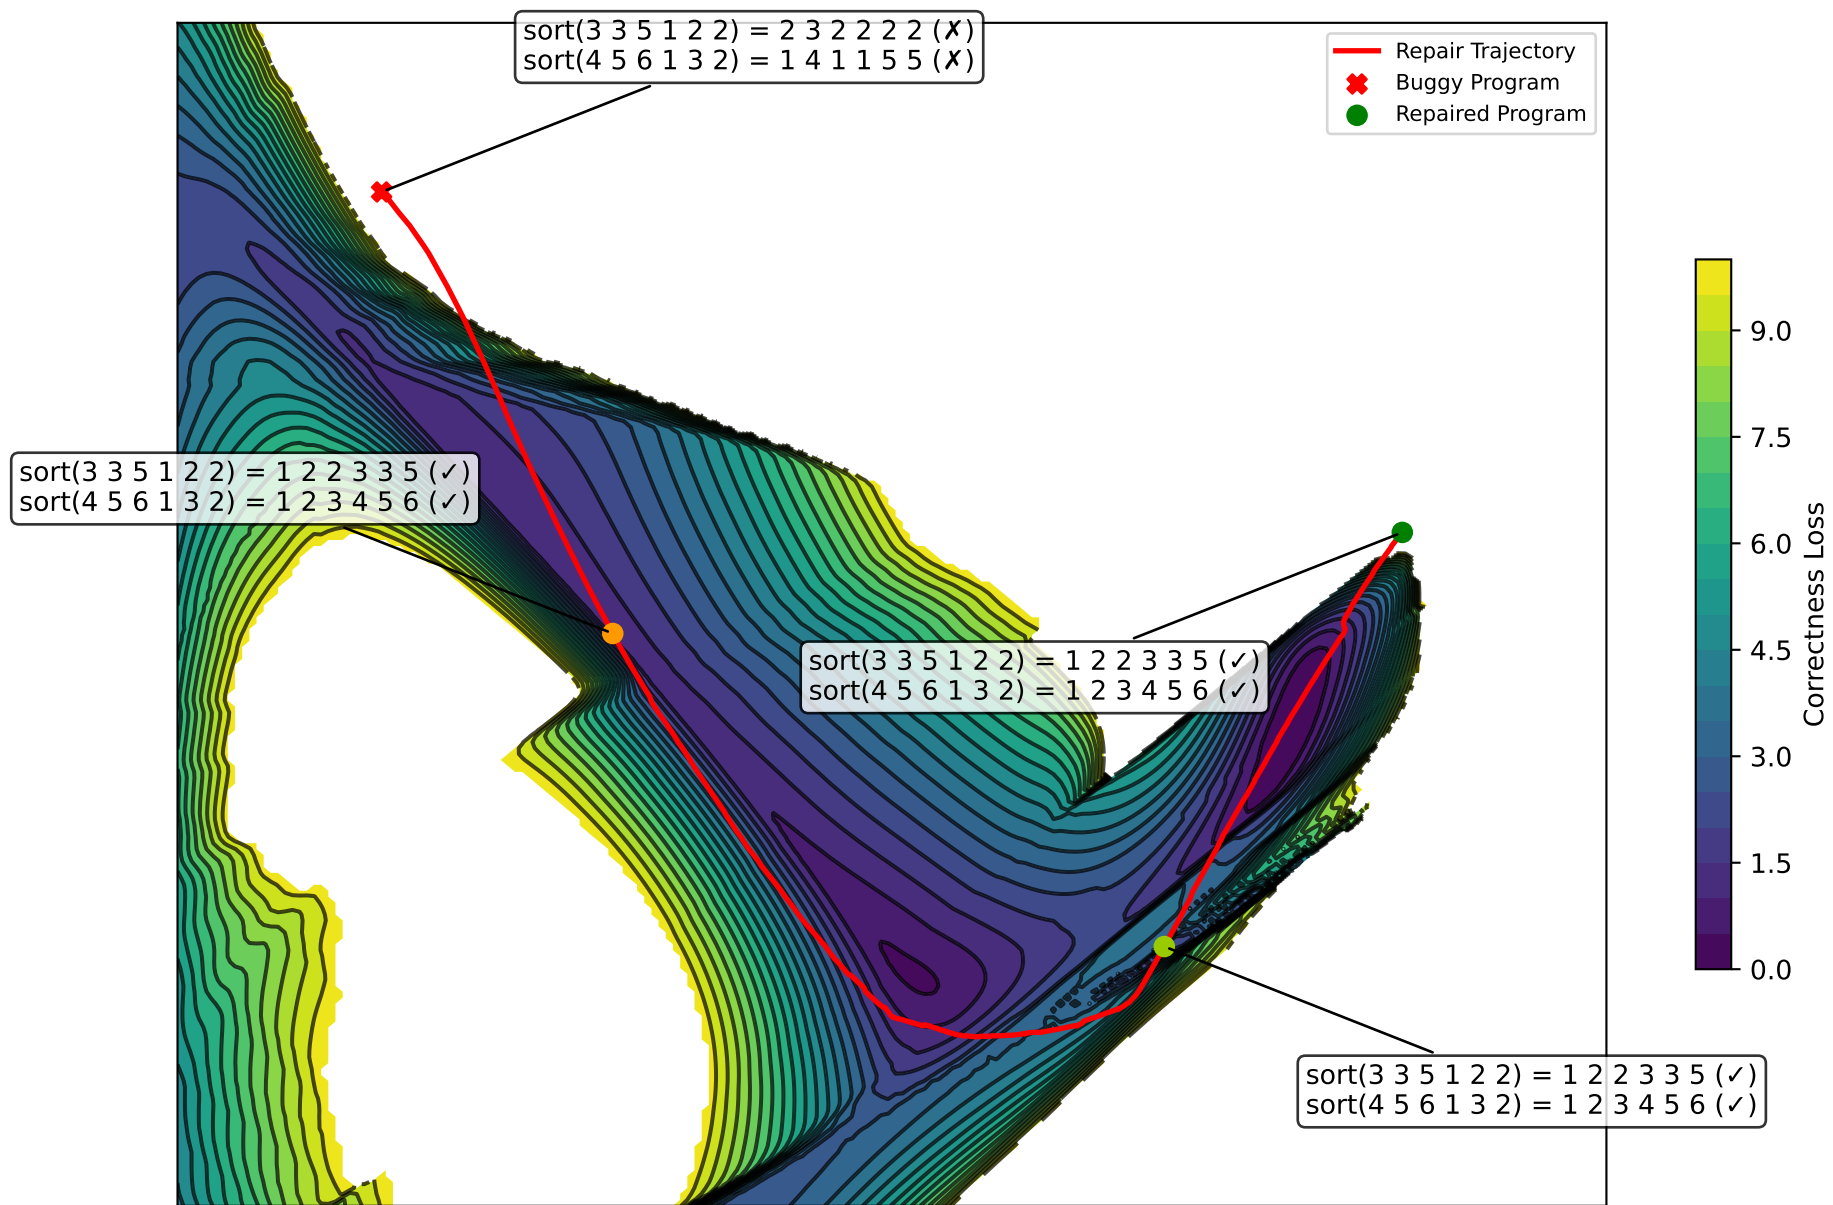 sort(3 3 5 1 2 2) = 2 3 2 2 2 2 (✗)
sort(4 5 6 1 3 2) = 1 4 1 1 5 5 (✗)
Repair Trajectory
Buggy Program
Repaired Program
sort(3 3 5 1 2 2) = 1 2 2 3 3 5 (✓)
sort(4 5 6 1 3 2) = 1 2 3 4 5 6 (✓)
sort(3 3 5 1 2 2) = 1 2 2 3 3 5 (✓)
sort(4 5 6 1 3 2) = 1 2 3 4 5 6 (✓)
sort(3 3 5 1 2 2) = 1 2 2 3 3 5 (✓)
sort(4 5 6 1 3 2) = 1 2 3 4 5 6 (✓)
9.0
7.5
6.0
4.5
3.0
1.5
0.0
Correctness Loss